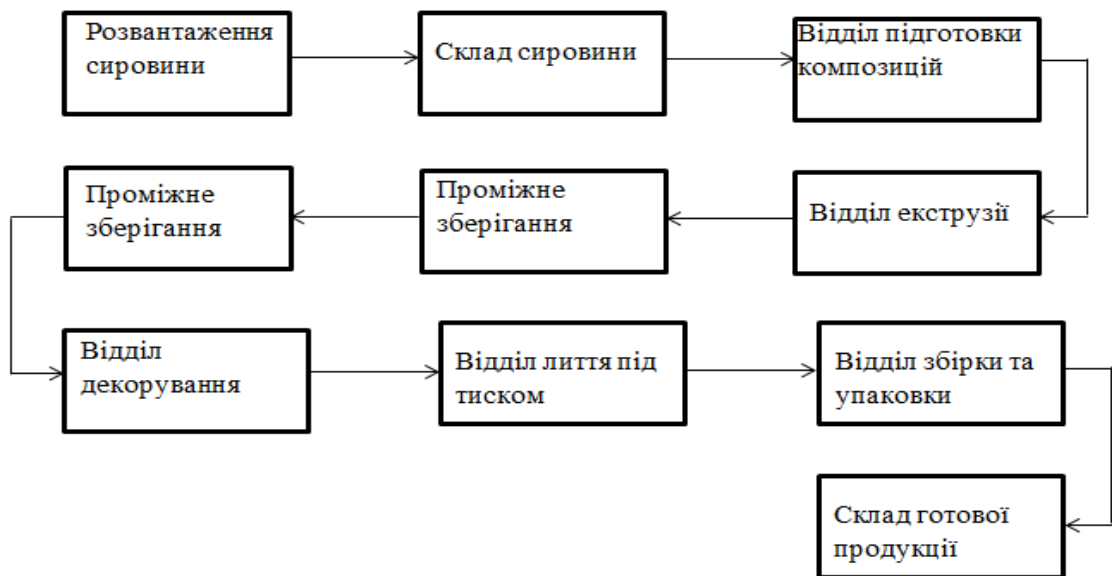 Розвантаження
сировини
Склад сировини
Відділ підготовки
композицій
Проміжне
зберігання
Проміжне
зберігання
Відділ екструзії
Відділ
декорування
Відділ лиття під
тиском
Відділ збірки та
упаковки
Склад готової
продукції